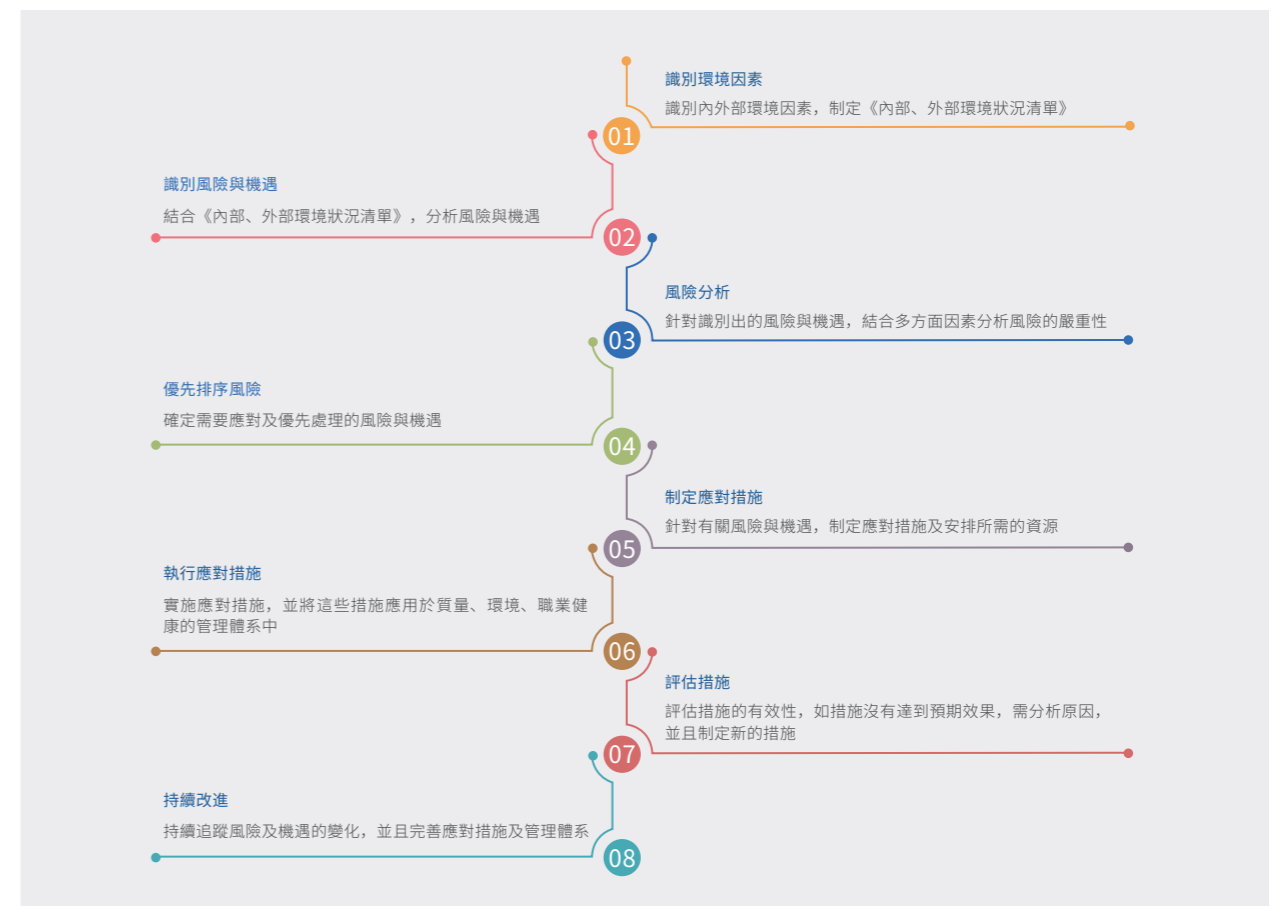 識別環境因素
識別內外部環境因素，制定《內部、外部環境狀況清單》
01
識別風險與機遇
結合《內部、外部環境狀況清單》，分析風險與機遇
02
風險分析
針對識別出的風險與機遇，結合多方面因素分析風險的嚴重性
03
優先排序風險
確定需要應對及優先處理的風險與機遇
04
制定應對措施
針對有關風險與機遇，制定應對措施及安排所需的資源
05
執行應對措施
實施應對措施，並將這些措施應用於質量、環境、職業健
康的管理體系中
06
評估措施
評估措施的有效性，如措施沒有達到預期效果，需分析原因，
並且制定新的措施
07
持續改進
持續追蹤風險及機遇的變化，並且完善應對措施及管理體系
08